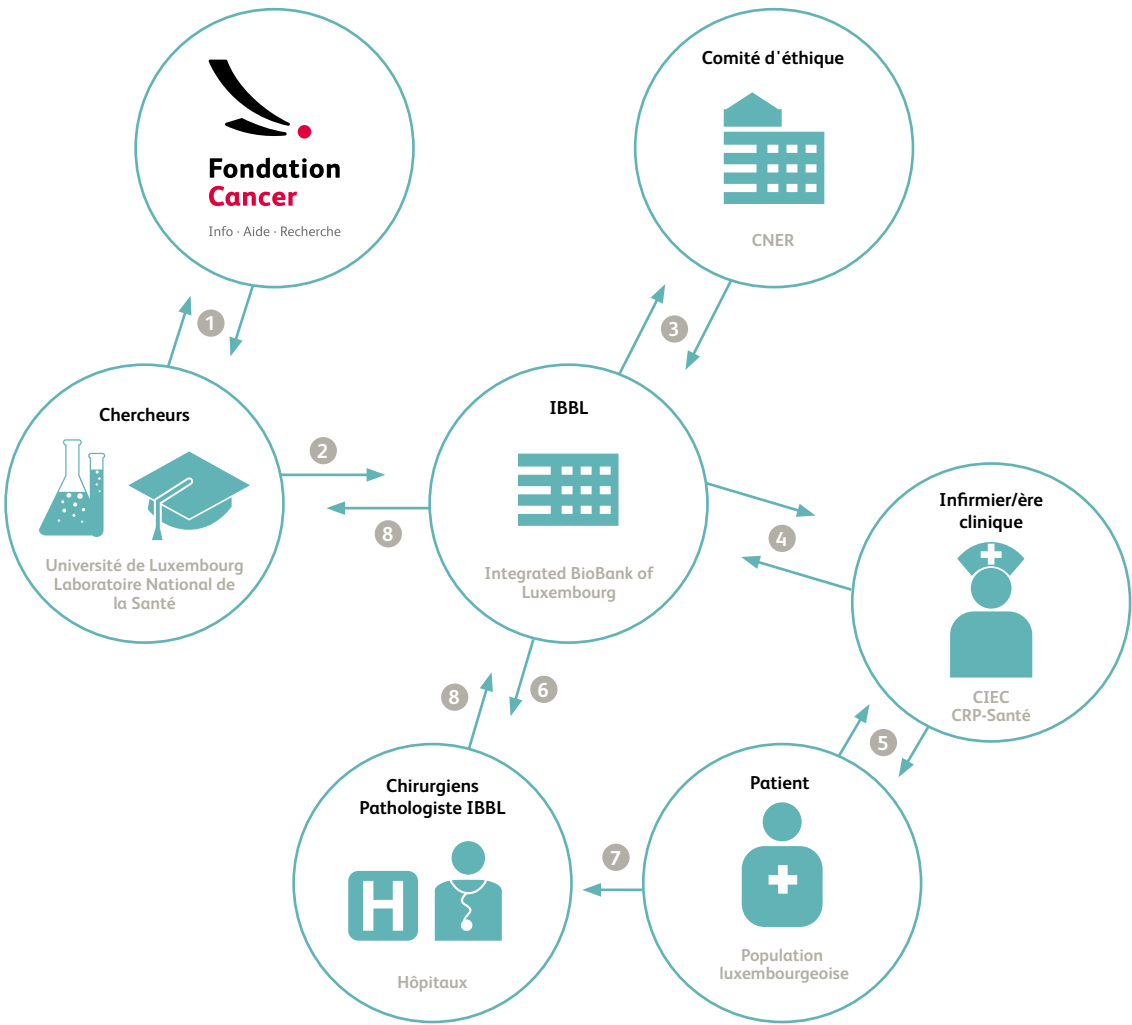 Fondation
Cancer
Info · Aide · Recherche
Comité d'éthique
CNER
1
3
Chercheurs
Université de Luxembourg
Laboratoire National de
la Santé
2
8
IBBL
Integrated BioBank of
Luxembourg
4
Infirmier/ère
clinique
CIEC
CRP-Santé
8
6
5
Chirurgiens
Pathologiste IBBL
H
Hôpitaux
7
Patient
Population
luxembourgeoise